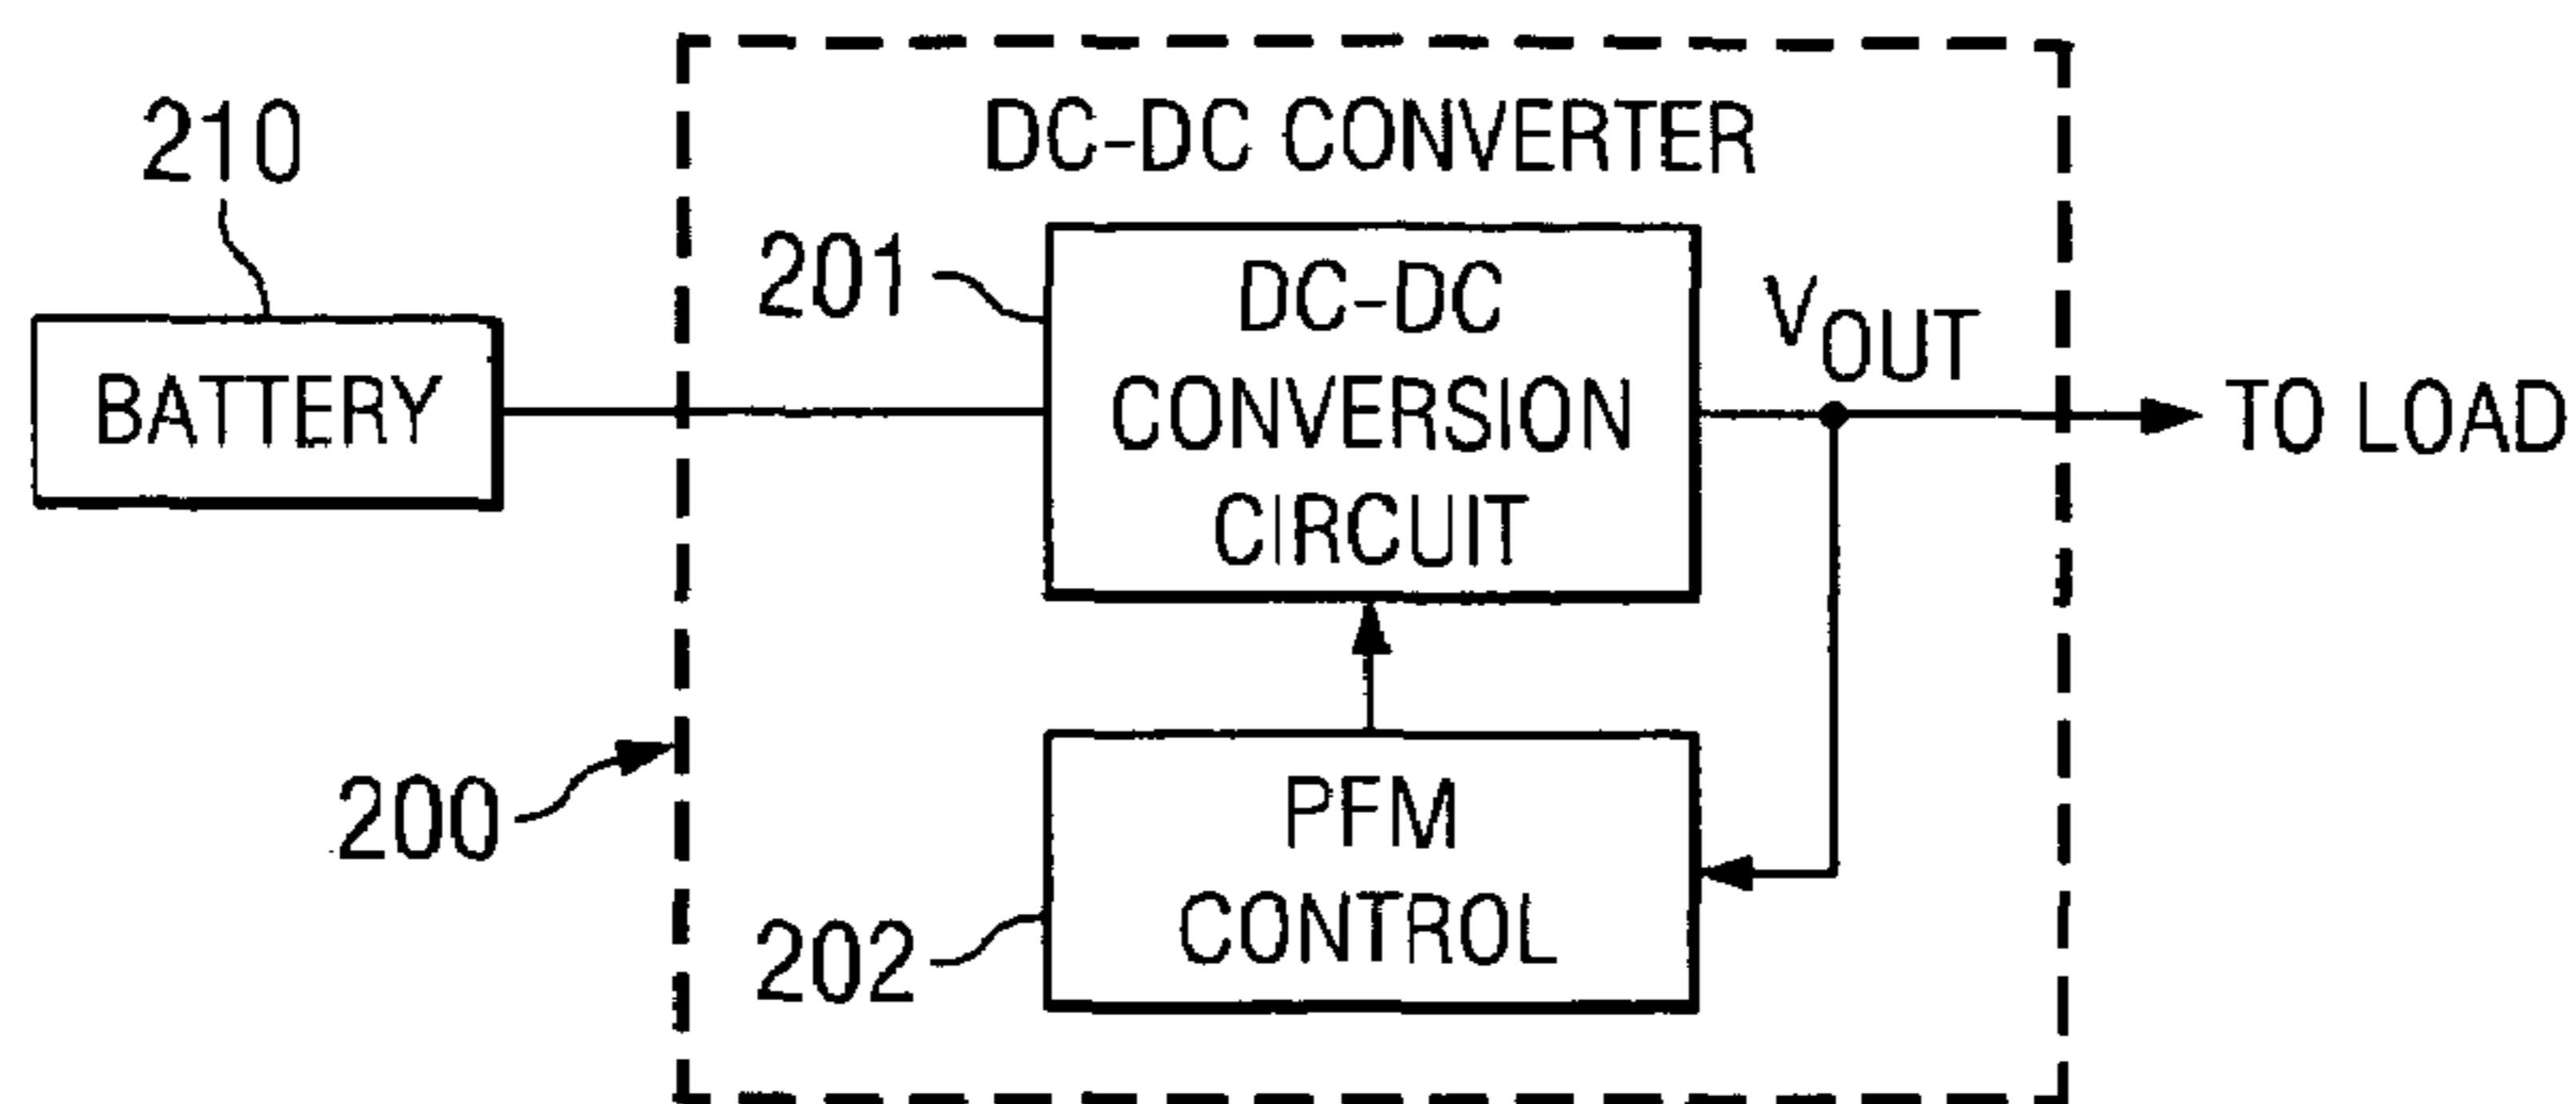 210
DC-DC CONVERTER
201
DC-DC
CONVERSION
CIRCUIT
VOUT
BATTERY
TO LOAD
200
PFM
CONTROL
202